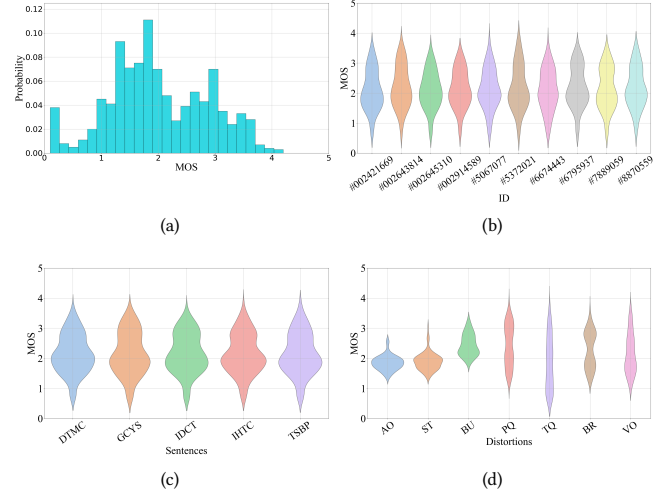 0.12
0.10
0.08
0.06
0.04
0.02
0.00
Probability
0 1 2 3 4 5
MOS
(a)
5
4
3
2
1
0
MOS
#002421669 #002643814 #002645310 #002914589 #5067077 #5372021 #6674443 #6795937 #7889059 #8870559
ID
(b)
5
4
3
2
1
0
MOS
DTMC GCYS IDCT IHTC TSBP
Sentences
(c)
5
4
3
2
1
0
MOS
AO ST BU PQ TQ BR VO
Distortions
(d)